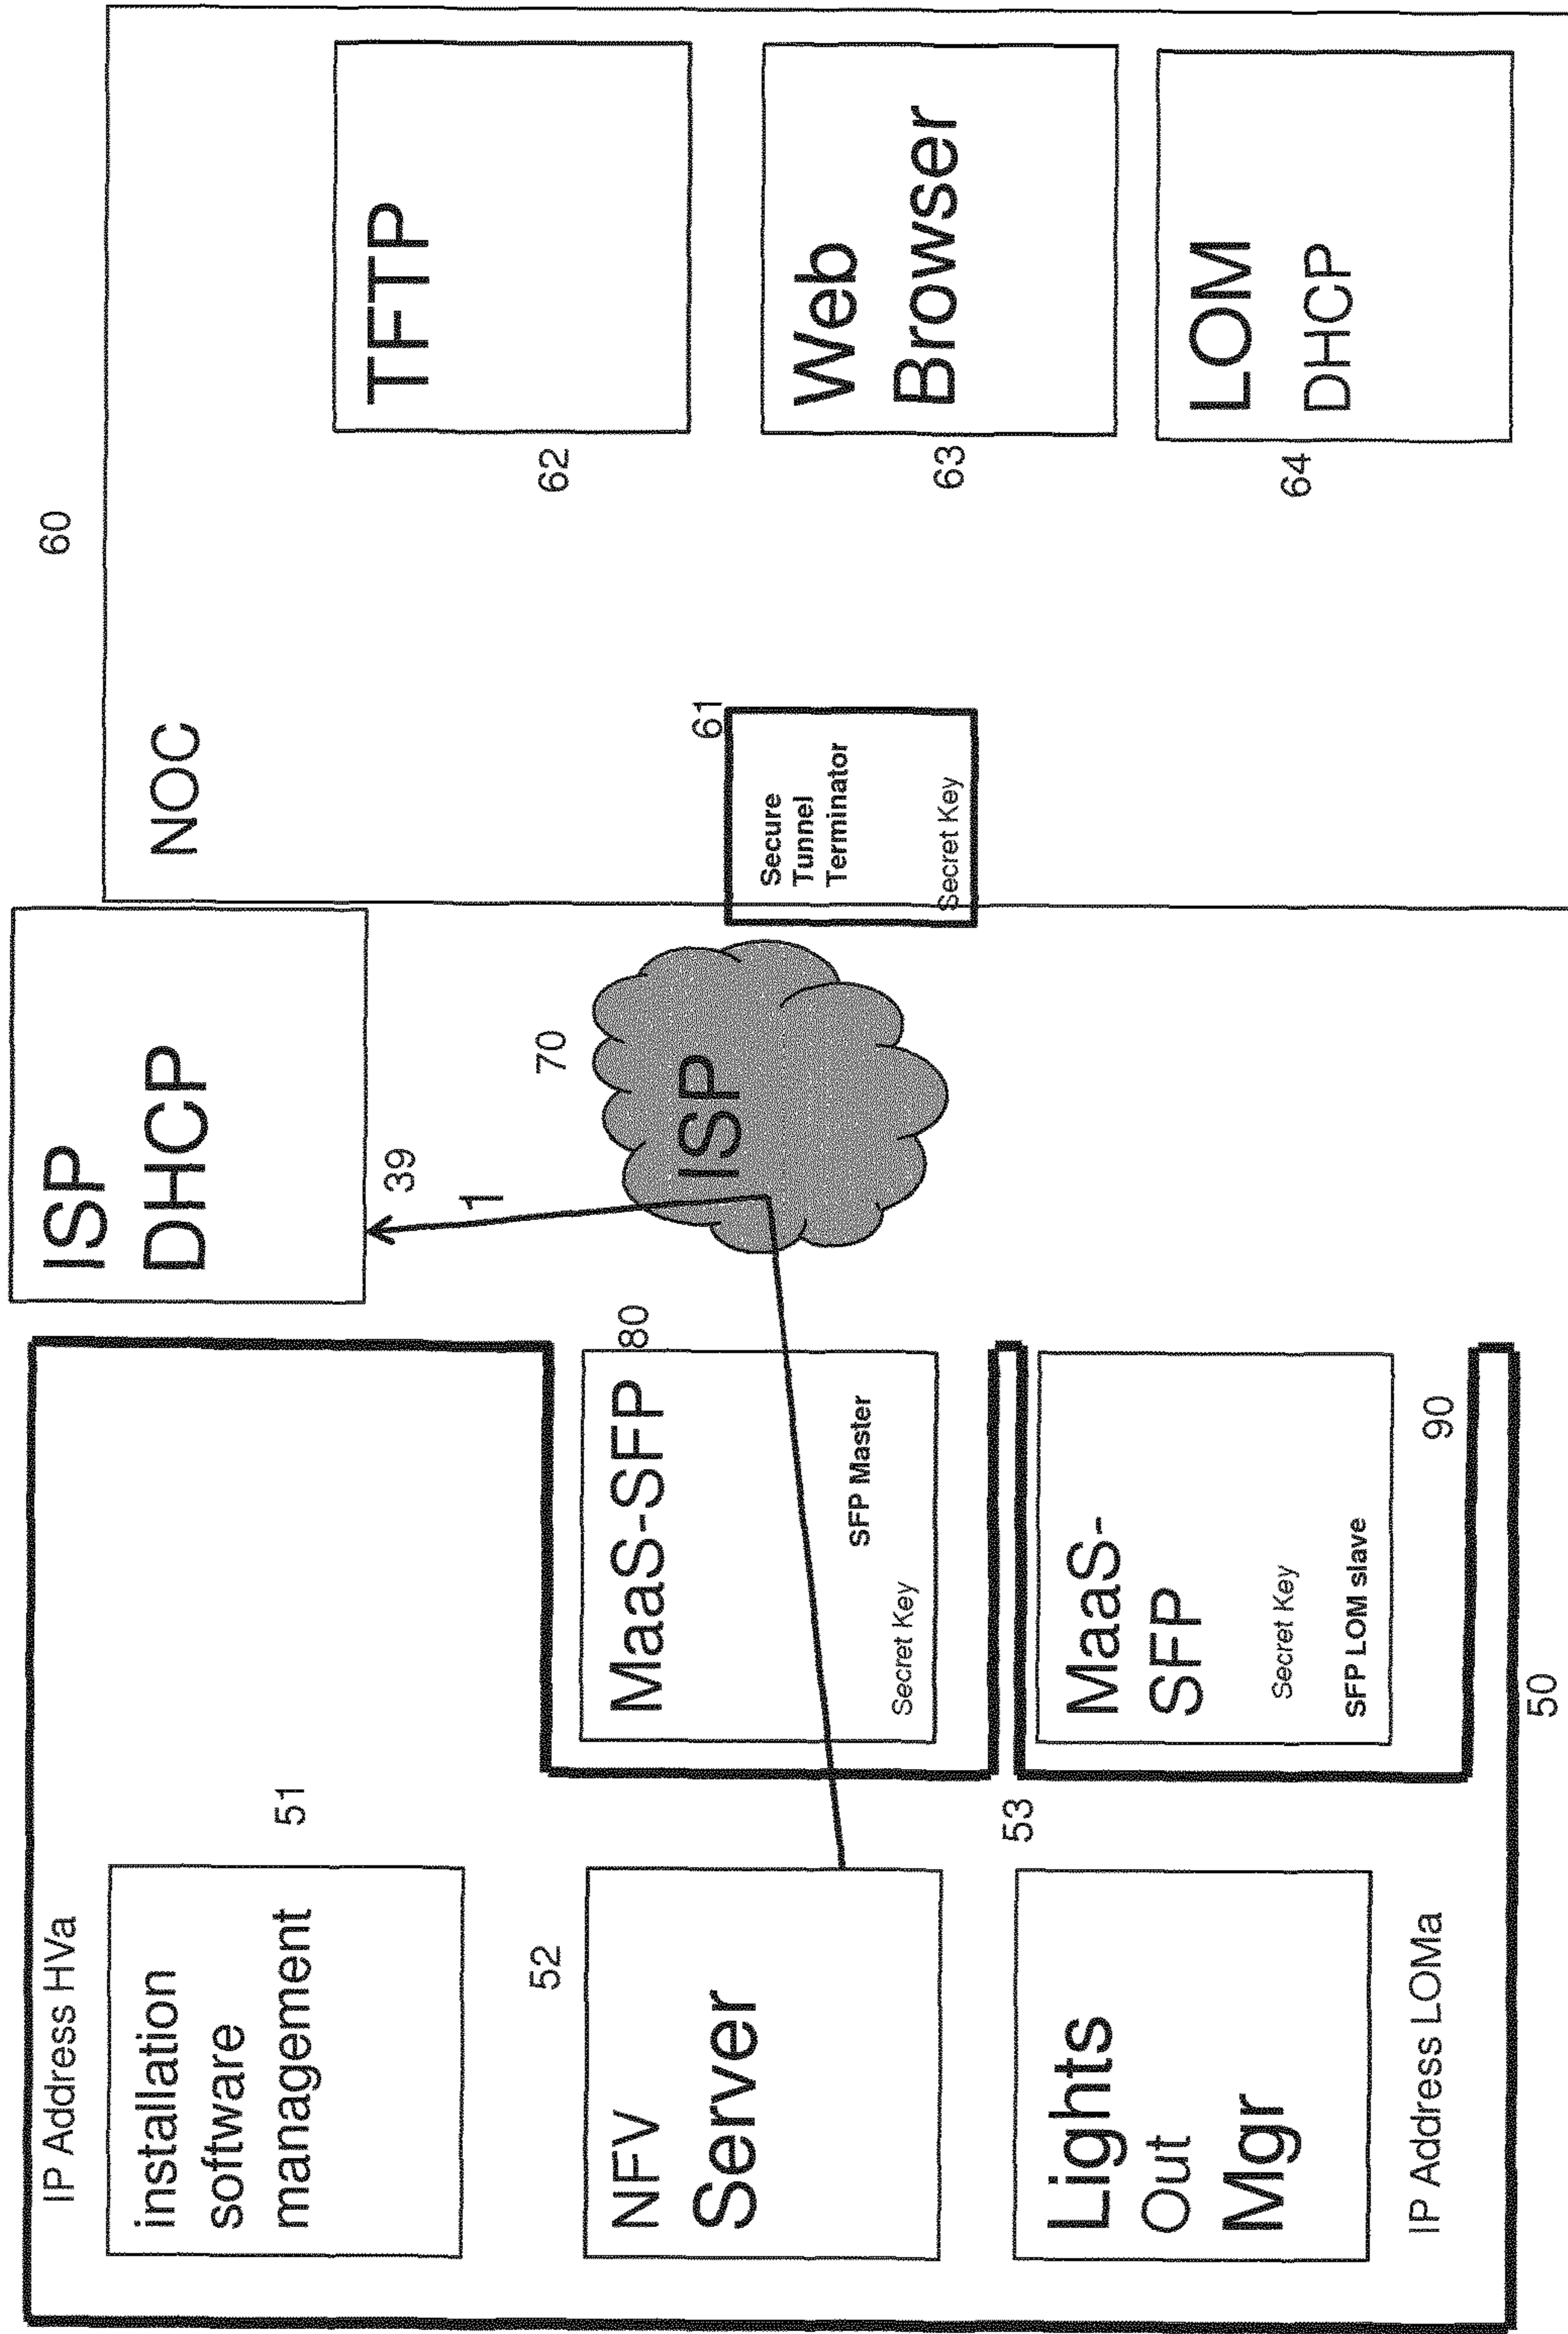 IP Address HVa
installation
software
management
51
NFV
Server
52
Lights
Out
Mgr
53
IP Address LOMa
50
MaaS-SFP
80
SFP Master
Secret Key
MaaS-
SFP
Secret Key
SFP LOM slave
90
ISP
DHCP
39
1
70
ISP
60
NOC
61
Secure
Tunnel
Terminator
Secret Key
TFTP
62
Web
Browser
63
LOM
DHCP
64